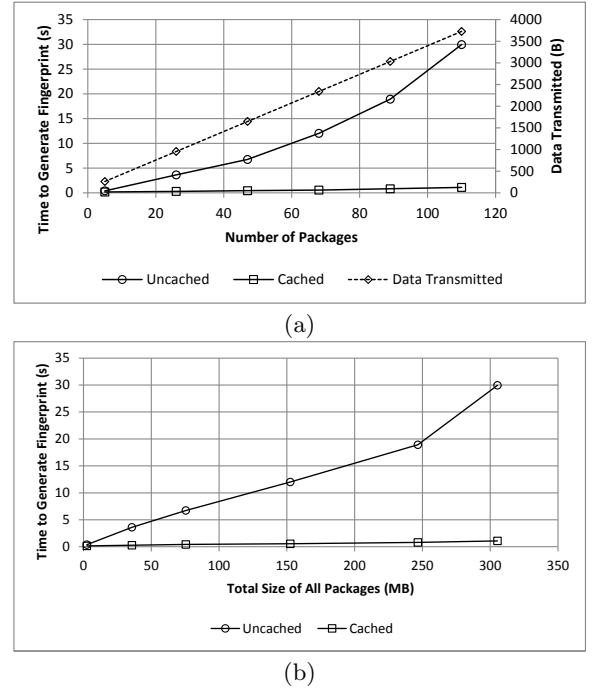 35 4000
30 3500
25 3000
20 2500
15 2000
10 1500
5 1000
0 500
0
0 20 40 60 80 100 120
Time to Generate Fingerprint (s)
Data Transmitted (B)
Number of Packages
Uncached Cached Data Transmitted
(a)
35
30
25
20
15
10
5
0
0 50 100 150 200 250 300 350
Time to Generate Fingerprint (s)
Total Size of All Packages (MB)
Uncached Cached
(b)